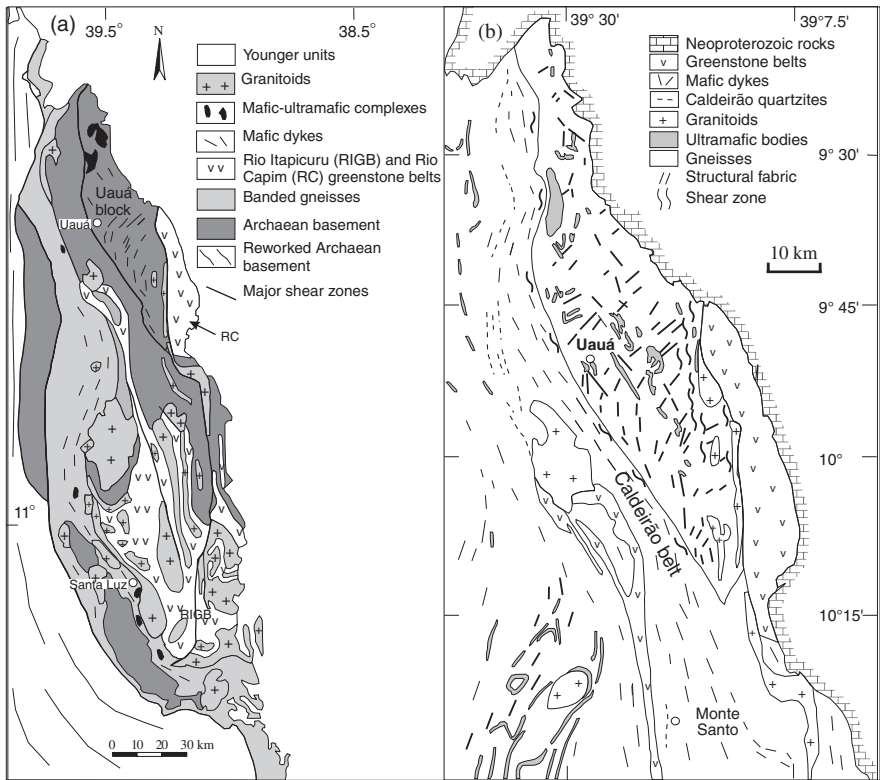 (a)
39.5
38.5
N
Younger units
Granitoids
Mafic-ultramafic complexes
Mafic dykes
Rio Itapicuru (RIGB) and Rio
Capim (RC) greenstone belts
Banded gneisses
Archaean basement
Reworked Archaean
basement
Major shear zones
Uauá
block
Uauá
RC
11°
Santa Luz
RIGB
0 10 20 30 km
(b)
39° 30'
39°7.5'
Neoproterozoic rocks
Greenstone belts
Mafic dykes
Caldeirão quartzites
Granitoids
Ultramafic bodies
Gneisses
Structural fabric
Shear zone
9° 30'
10 km
9° 45'
Uauá
10°
Caldeirão belt
10°15'
Monte
Santo